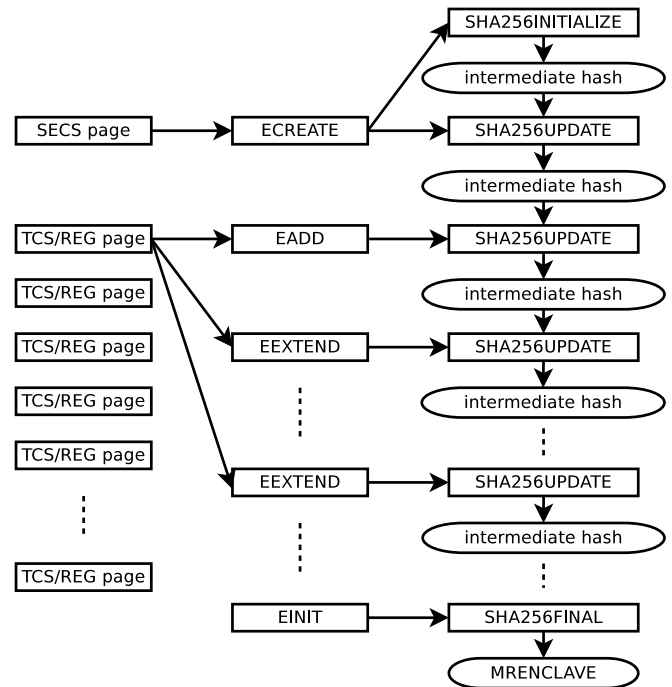 SHA256INITIALIZE
intermediate hash
SECS page
ECREATE
SHA256UPDATE
intermediate hash
TCS/REG page
EADD
SHA256UPDATE
TCS/REG page
intermediate hash
TCS/REG page
EEXTEND
SHA256UPDATE
TCS/REG page
intermediate hash
TCS/REG page
EEXTEND
SHA256UPDATE
intermediate hash
TCS/REG page
EINIT
SHA256FINAL
MRENCLAVE